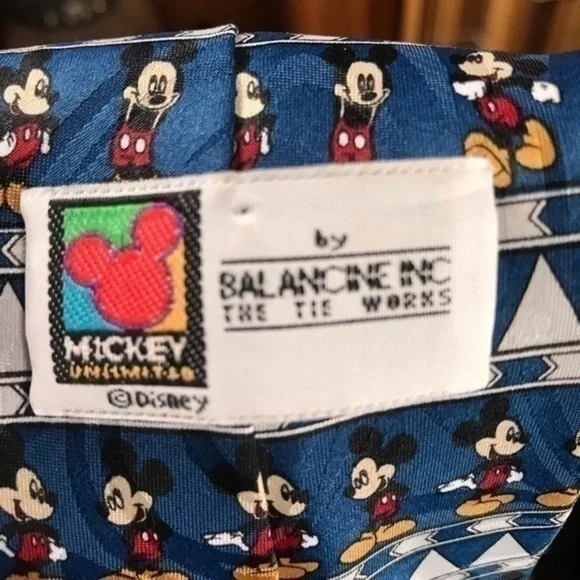 MICKEY
UNLIMITED
©Disney
by
BALANCINE INC
THE TIE WORKS